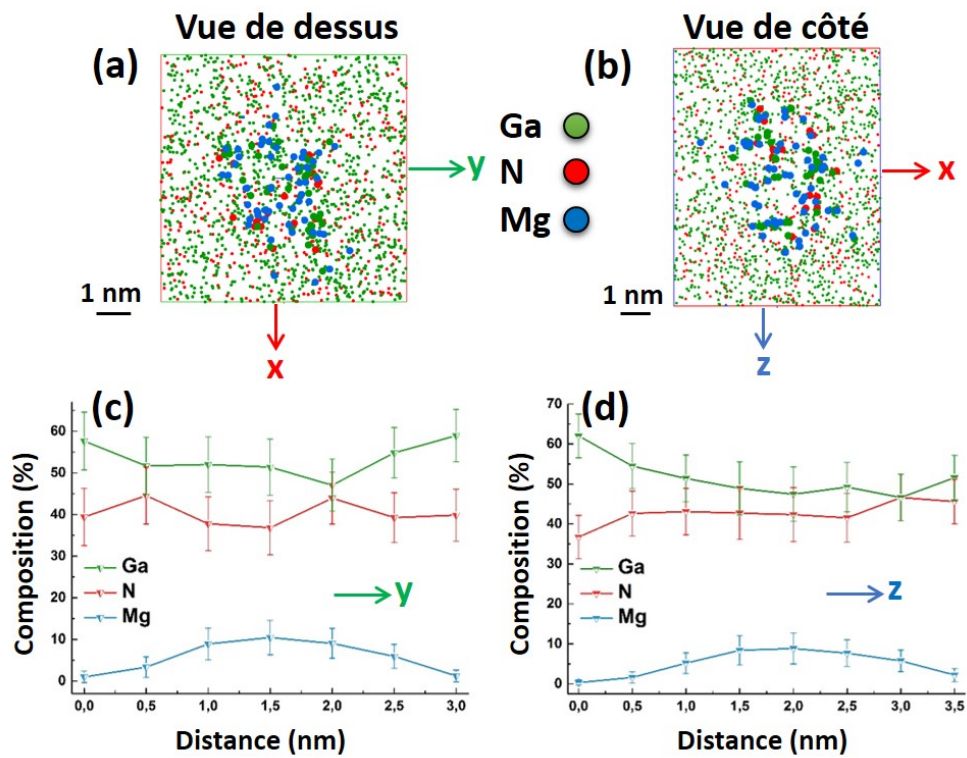 Vue de dessus
Vue de côté
(a)
(b)
Ga
N
Mg
y
x
1 nm
1 nm
x
z
(c)
(d)
Composition (%)
60
50
40
30
20
10
0
Ga
N
Mg
y
0,0 0,5 1,0 1,5 2,0 2,5 3,0
Distance (nm)
Composition (%)
70
60
50
40
30
20
10
0
Ga
N
Mg
z
0,0 0,5 1,0 1,5 2,0 2,5 3,0 3,5
Distance (nm)